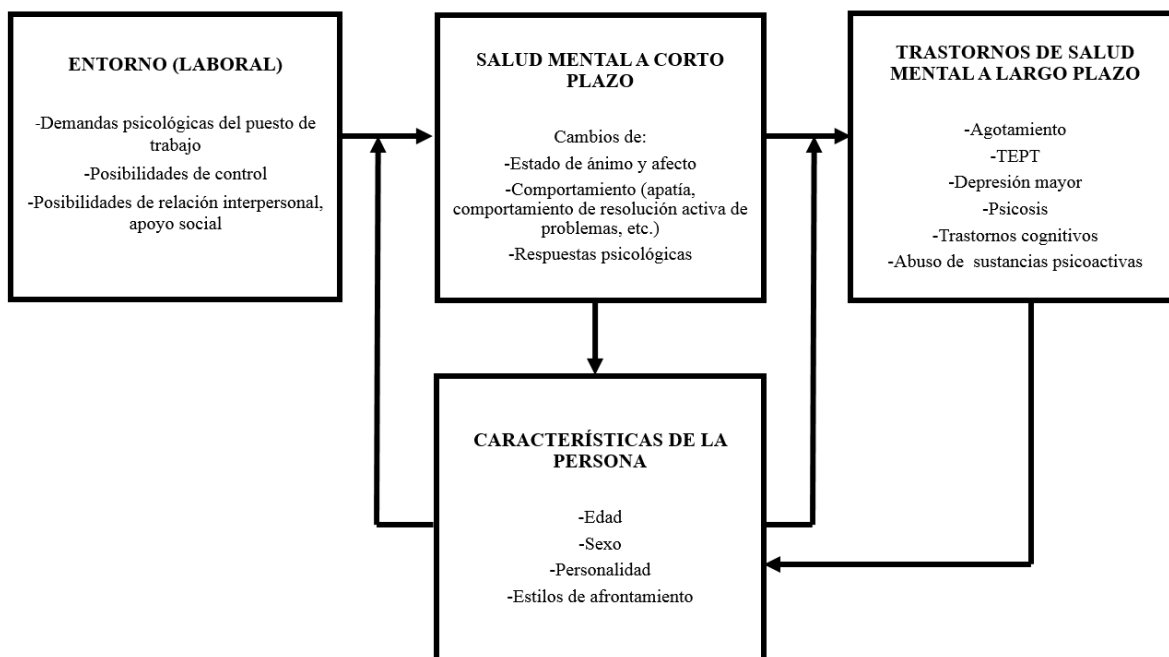 ENTORNO (LABORAL)
-Demandas psicológicas del puesto de
trabajo
-Posibilidades de control
-Posibilidades de relación interpersonal,
apoyo social
SALUD MENTAL A CORTO
PLAZO
Cambios de:
-Estado de ánimo y afecto
-Comportamiento (apatía,
comportamiento de resolución activa de
problemas, etc.)
-Respuestas psicológicas
TRASTORNOS DE SALUD
MENTAL A LARGO PLAZO
-Agotamiento
-TEPT
-Depresión mayor
-Psicosis
-Trastornos cognitivos
-Abuso de sustancias psicoactivas
CARACTERÍSTICAS DE LA
PERSONA
-Edad
-Sexo
-Personalidad
-Estilos de afrontamiento